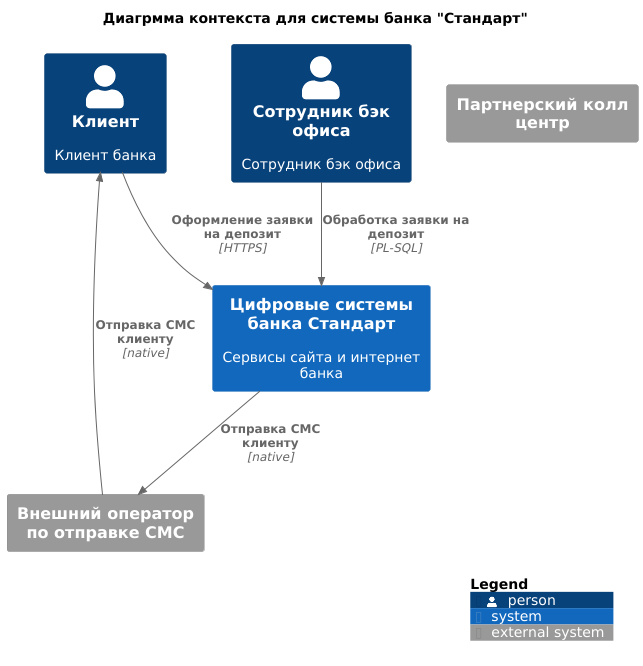 Диагрмма контекста для системы банка "Стандарт"
Клиент
Клиент банка
Сотрудник бэк
офиса
Сотрудник бэк офиса
Партнерский колл
центр
Оформление заявки
на депозит
[HTTPS]
Обработка заявки на
депозит
[PL-SQL]
Цифровые системы
банка Стандарт
Сервисы сайта и интернет
банка
Отправка СМС
клиенту
[native]
Отправка СМС
клиенту
[native]
Внешний оператор
по отправке СМС
Legend
person
system
external system